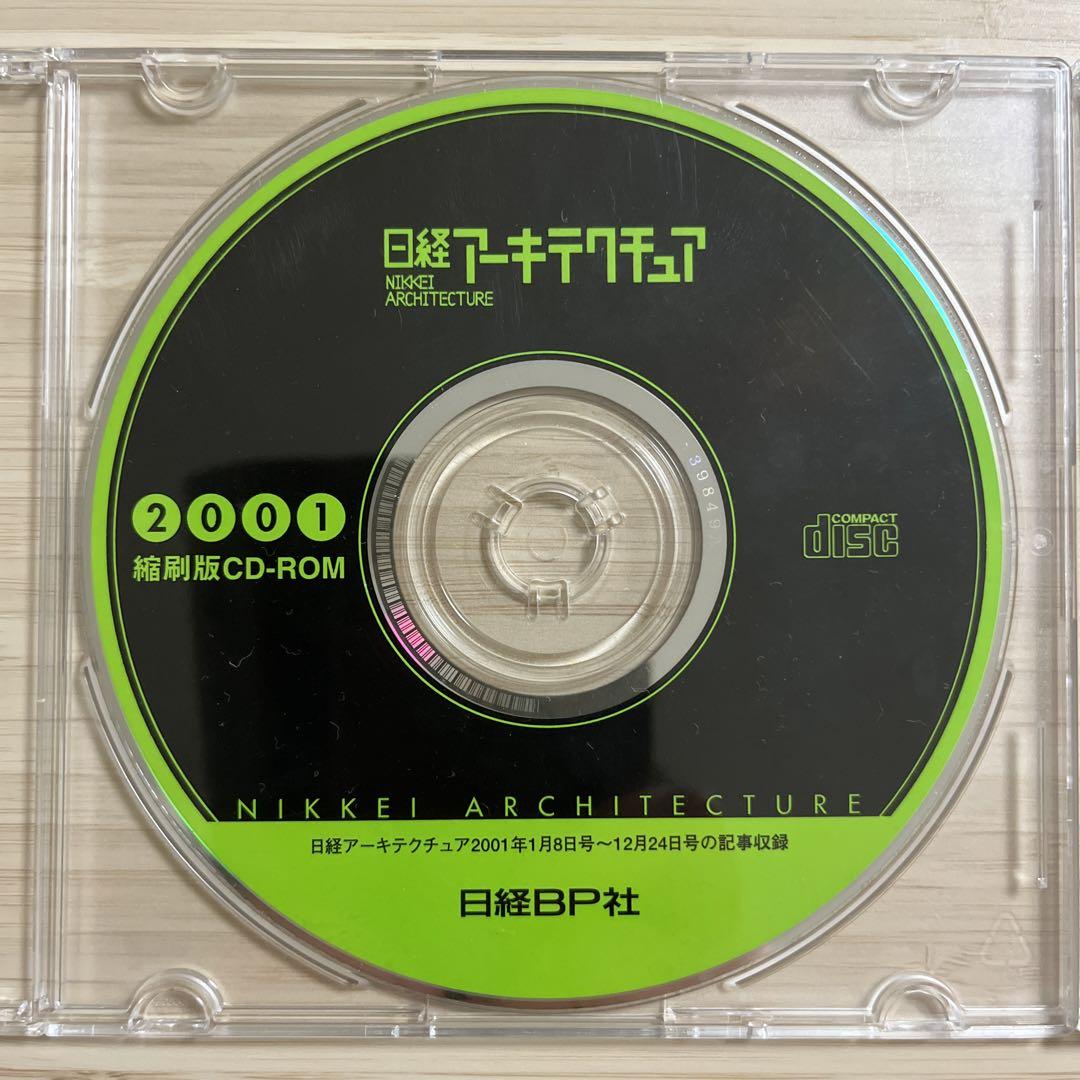 日経アーキテクチュア
NIKKEI
ARCHITECTURE
39849
2001
縮刷版CD-ROM
COMPACT
disc
NIKKEI ARCHITECTURE
日経アーキテクチュア2001年1月8日号～12月24日号の記事収録
日経BP社